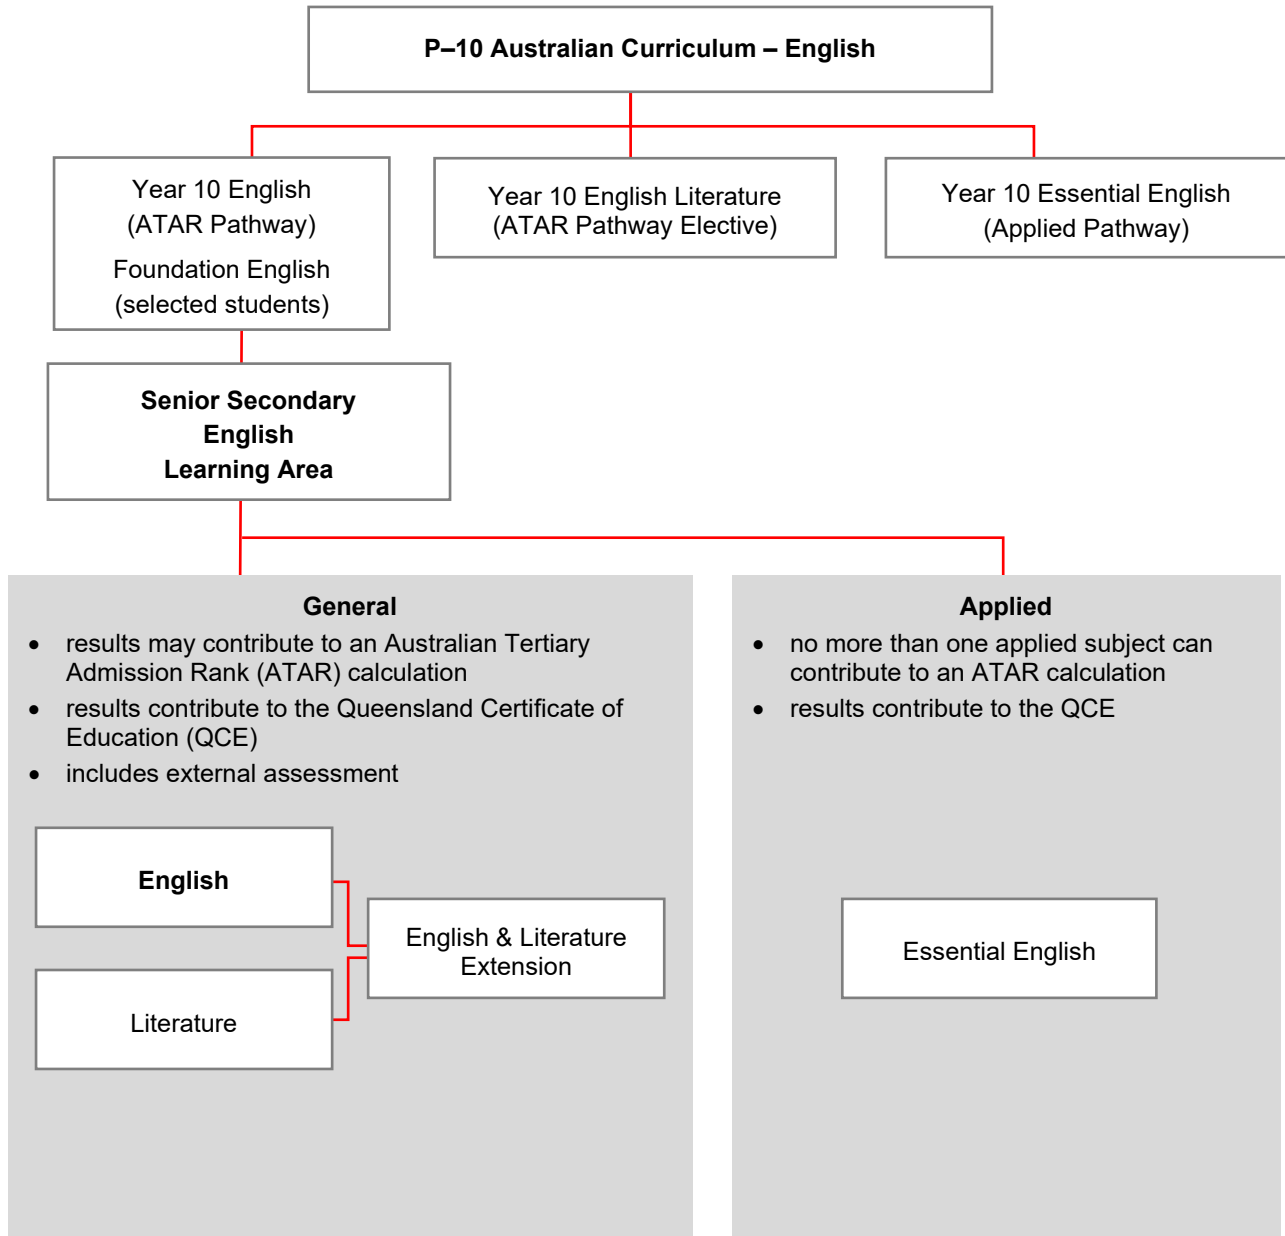 P–10 Australian Curriculum – English
Year 10 English
(ATAR Pathway)
Foundation English
(selected students)
Year 10 English Literature
(ATAR Pathway Elective)
Year 10 Essential English
(Applied Pathway)
Senior Secondary
English
Learning Area
General
• results may contribute to an Australian Tertiary
Admission Rank (ATAR) calculation
• results contribute to the Queensland Certificate of
Education (QCE)
• includes external assessment
English
Literature
English & Literature
Extension
Applied
• no more than one applied subject can
contribute to an ATAR calculation
• results contribute to the QCE
Essential English